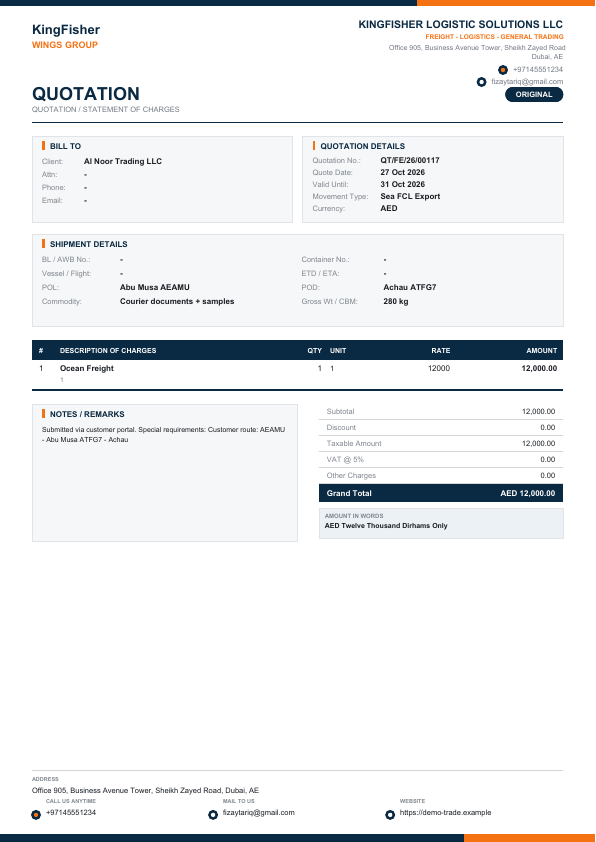 KingFisher
WINGS GROUP
KINGFISHER LOGISTIC SOLUTIONS LLC
FREIGHT - LOGISTICS - GENERAL TRADING
Office 905, Business Avenue Tower, Sheikh Zayed Road
Dubai, AE
+97145551234
fizaytariq@gmail.com
ORIGINAL
QUOTATION
QUOTATION / STATEMENT OF CHARGES
BILL TO
Client: Al Noor Trading LLC
Attn: -
Phone: -
Email: -
QUOTATION DETAILS
Quotation No.: QT/FE/26/00117
Quote Date: 27 Oct 2026
Valid Until: 31 Oct 2026
Movement Type: Sea FCL Export
Currency: AED
SHIPMENT DETAILS
BL / AWB No.: - Container No.: -
Vessel / Flight: - ETD / ETA: -
POL: Abu Musa AEAMU POD: Achau ATFG7
Commodity: Courier documents + samples Gross Wt / CBM: 280 kg
# DESCRIPTION OF CHARGES QTY UNIT RATE AMOUNT
1 Ocean Freight 1 1 12000 12,000.00
1
NOTES / REMARKS
Submitted via customer portal. Special requirements: Customer route: AEAMU
- Abu Musa ATFG7 - Achau
Subtotal 12,000.00
Discount 0.00
Taxable Amount 12,000.00
VAT @ 5% 0.00
Other Charges 0.00
Grand Total AED 12,000.00
AMOUNT IN WORDS
AED Twelve Thousand Dirhams Only
ADDRESS
Office 905, Business Avenue Tower, Sheikh Zayed Road, Dubai, AE
CALL US ANYTIME MAIL TO US WEBSITE
+97145551234 fizaytariq@gmail.com https://demo-trade.example